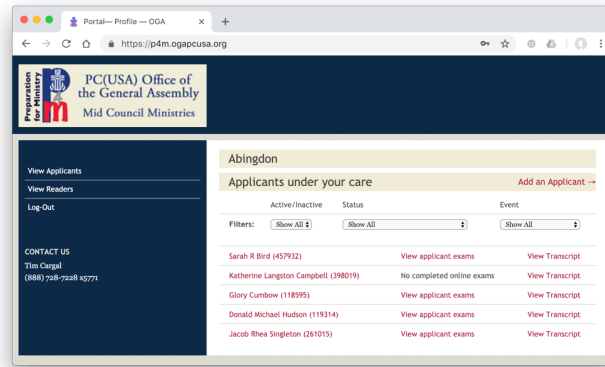 Portal— Profile — OGA
https://p4m.ogapcusa.org
Preparation
for Ministry
P4m
PC(USA) Office of
the General Assembly
Mid Council Ministries
View Applicants
View Readers
Log-Out
CONTACT US
Tim Cargal
(888) 728-7228 x5771
Abingdon
Applicants under your care Add an Applicant →
Active/Inactive Status Event
Filters: Show All Show All Show All
Sarah R Bird (457932) View applicant exams View Transcript
Katherine Langston Campbell (398019) No completed online exams View Transcript
Glory Cumbow (118595) View applicant exams View Transcript
Donald Michael Hudson (119314) View applicant exams View Transcript
Jacob Rhea Singleton (261015) View applicant exams View Transcript